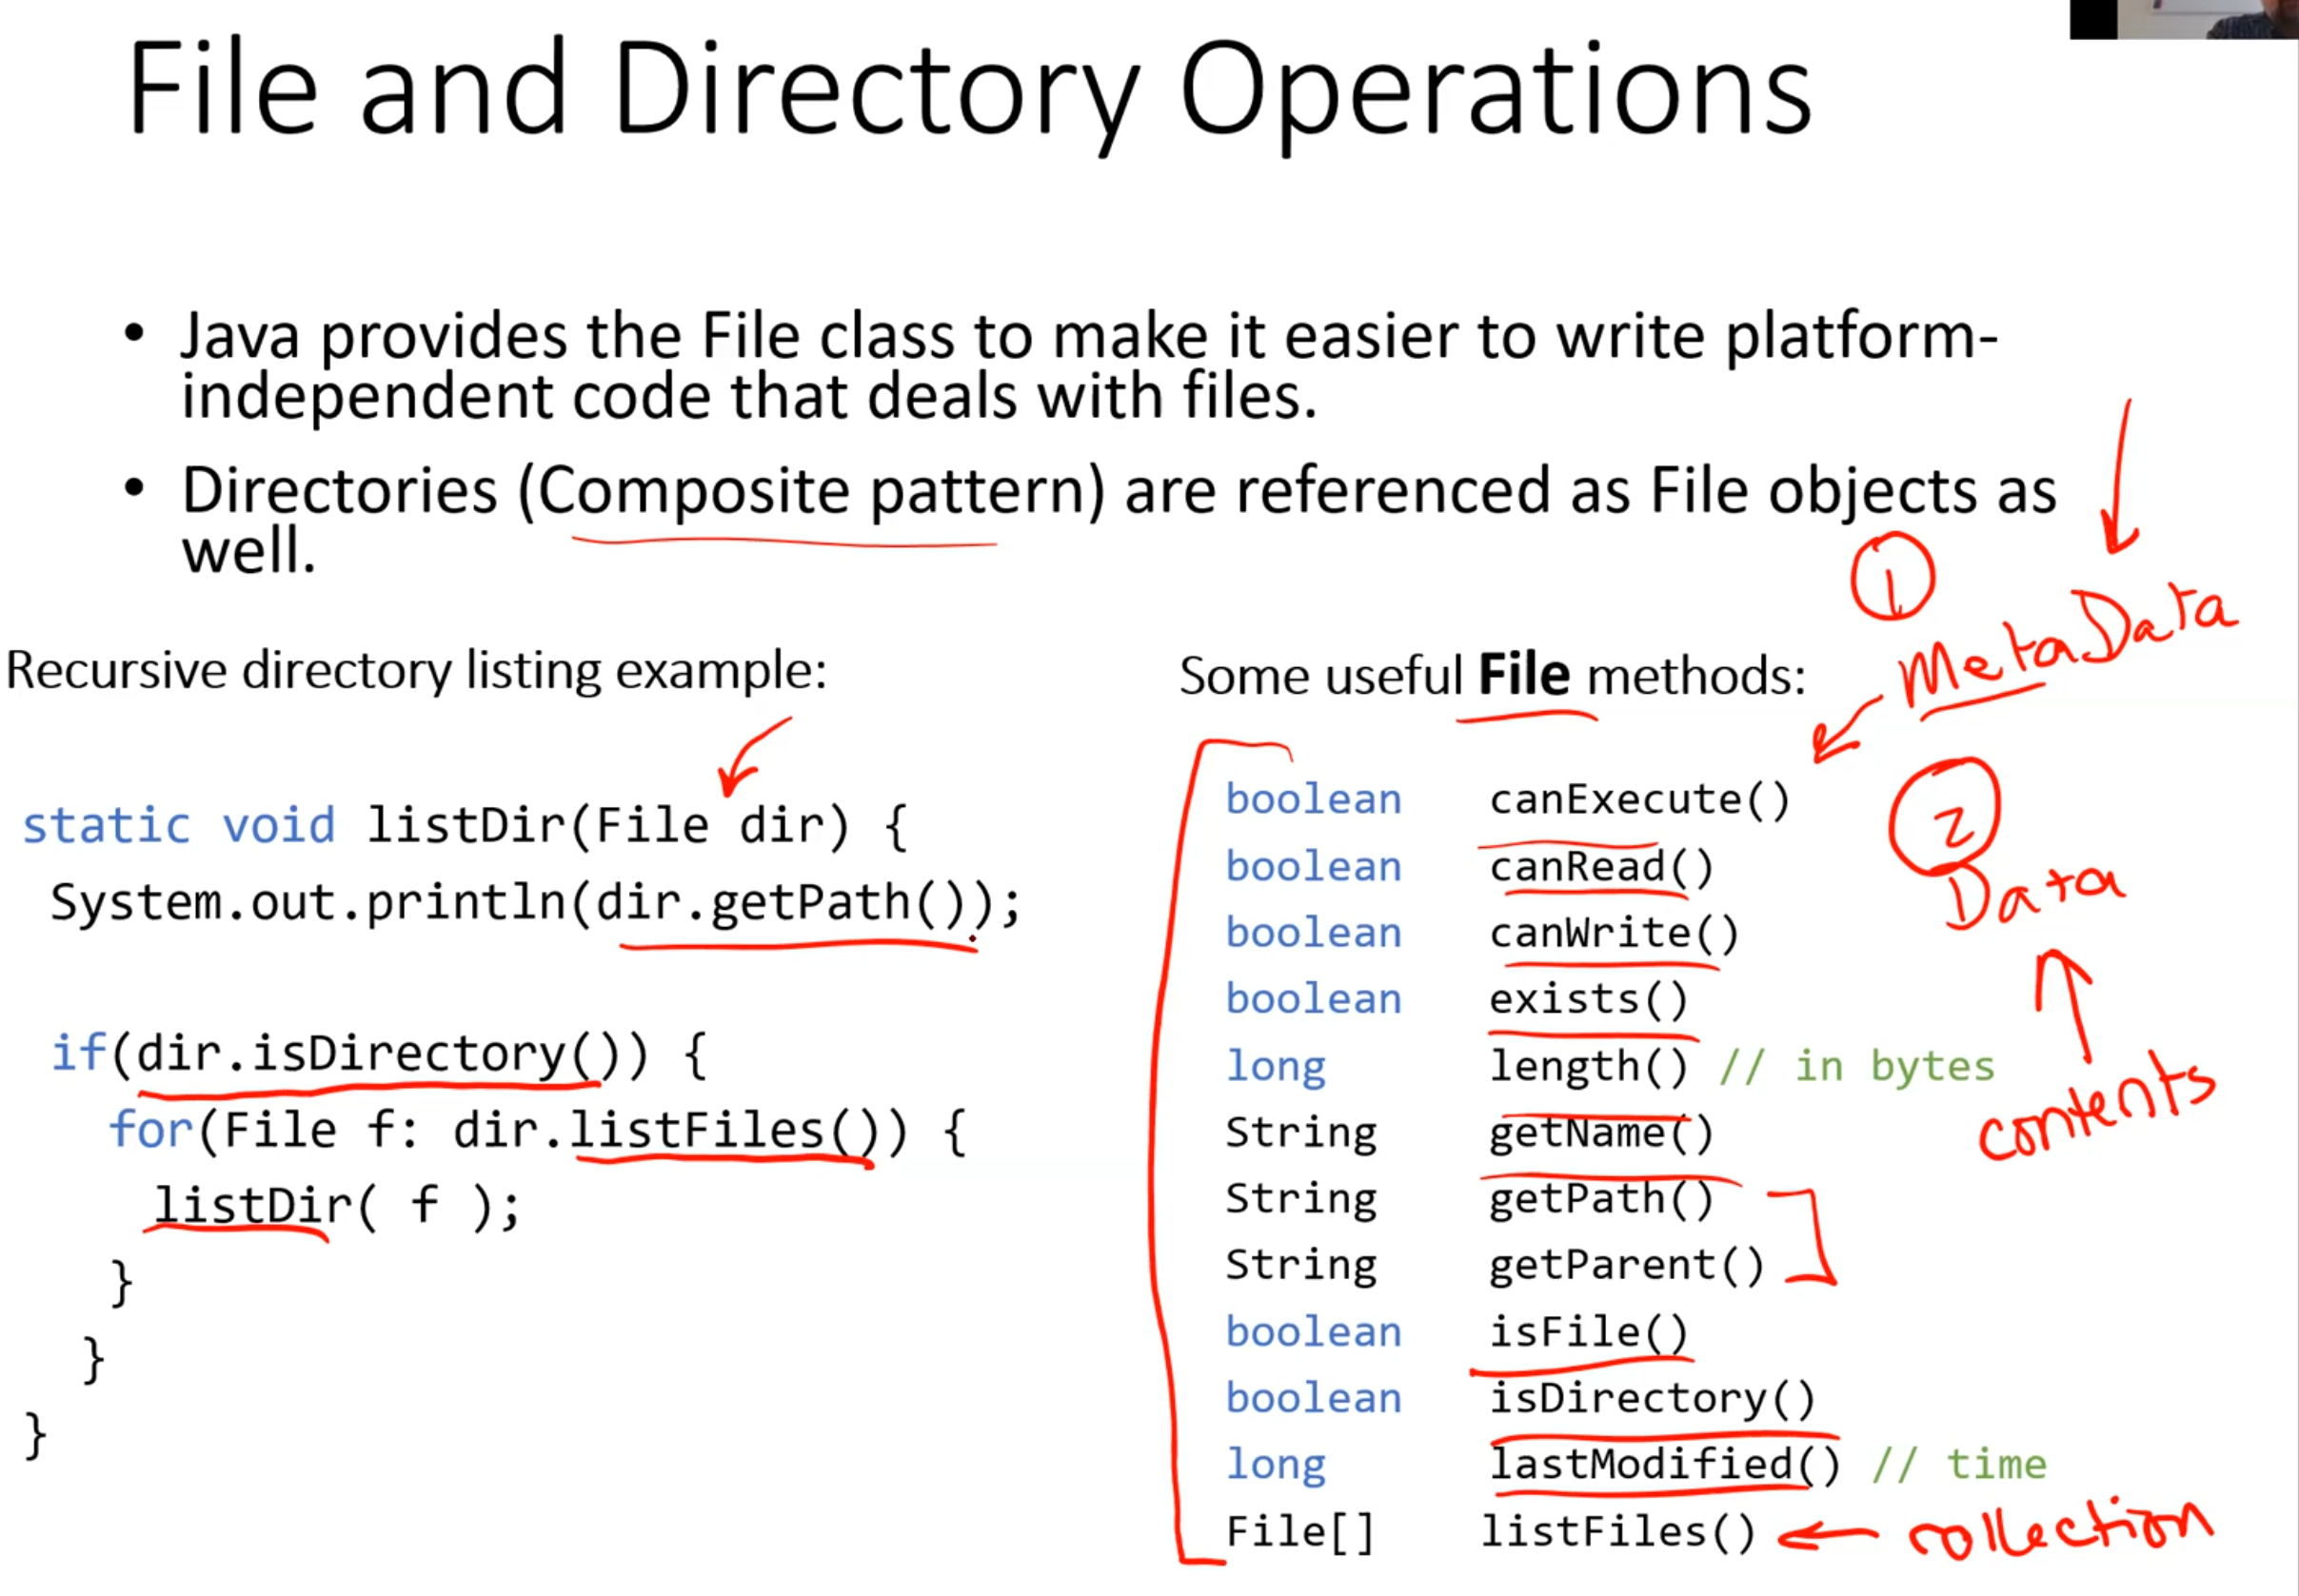 File and Directory Operations
• Java provides the File class to make it easier to write platform-
independent code that deals with files.
• Directories (Composite pattern) are referenced as File objects as
well.
Recursive directory listing example:
static void listDir(File dir) {
System.out.println(dir.getPath());
if(dir.isDirectory()) {
for(File f: dir.listFiles()) {
listDir( f );
}
}
}
Some useful File methods:
boolean canExecute()
boolean canRead()
boolean canWrite()
boolean exists()
long length() // in bytes
String getName()
String getPath()
String getParent()
boolean isFile()
boolean isDirectory()
long lastModified() // time
File[] listFiles()
1
MetaData
2
Data
contents
collection